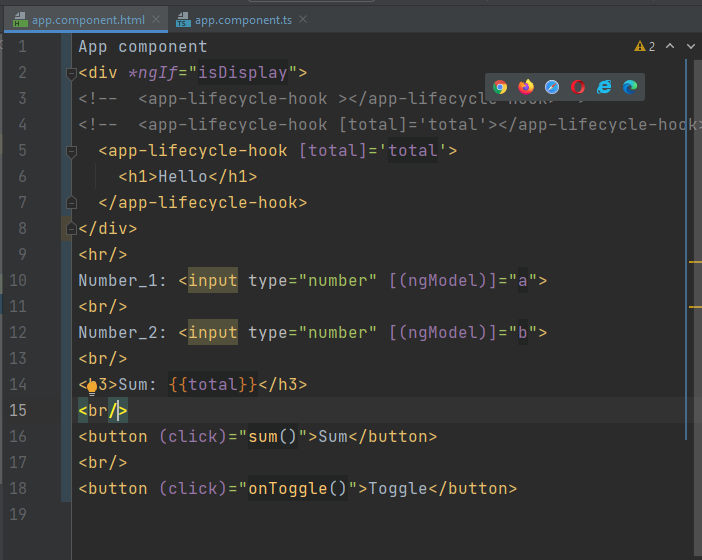 app.component.html × app.component.ts ×
2
1 App component
2 <div *ngIf="isDisplay">
3 <!--  <app-lifecycle-hook ></app-lifecycle-hook>
4 <!--  <app-lifecycle-hook [total]='total'></app-lifecycle-hook>
5   <app-lifecycle-hook [total]='total'>
6     <h1>Hello</h1>
7   </app-lifecycle-hook>
8 </div>
9 <hr/>
10 Number_1: <input type="number" [(ngModel)]="a">
11 <br/>
12 Number_2: <input type="number" [(ngModel)]="b">
13 <br/>
14 <h3>Sum: {{total}}</h3>
15 <br/>
16 <button (click)="sum()">Sum</button>
17 <br/>
18 <button (click)="onToggle()">Toggle</button>
19